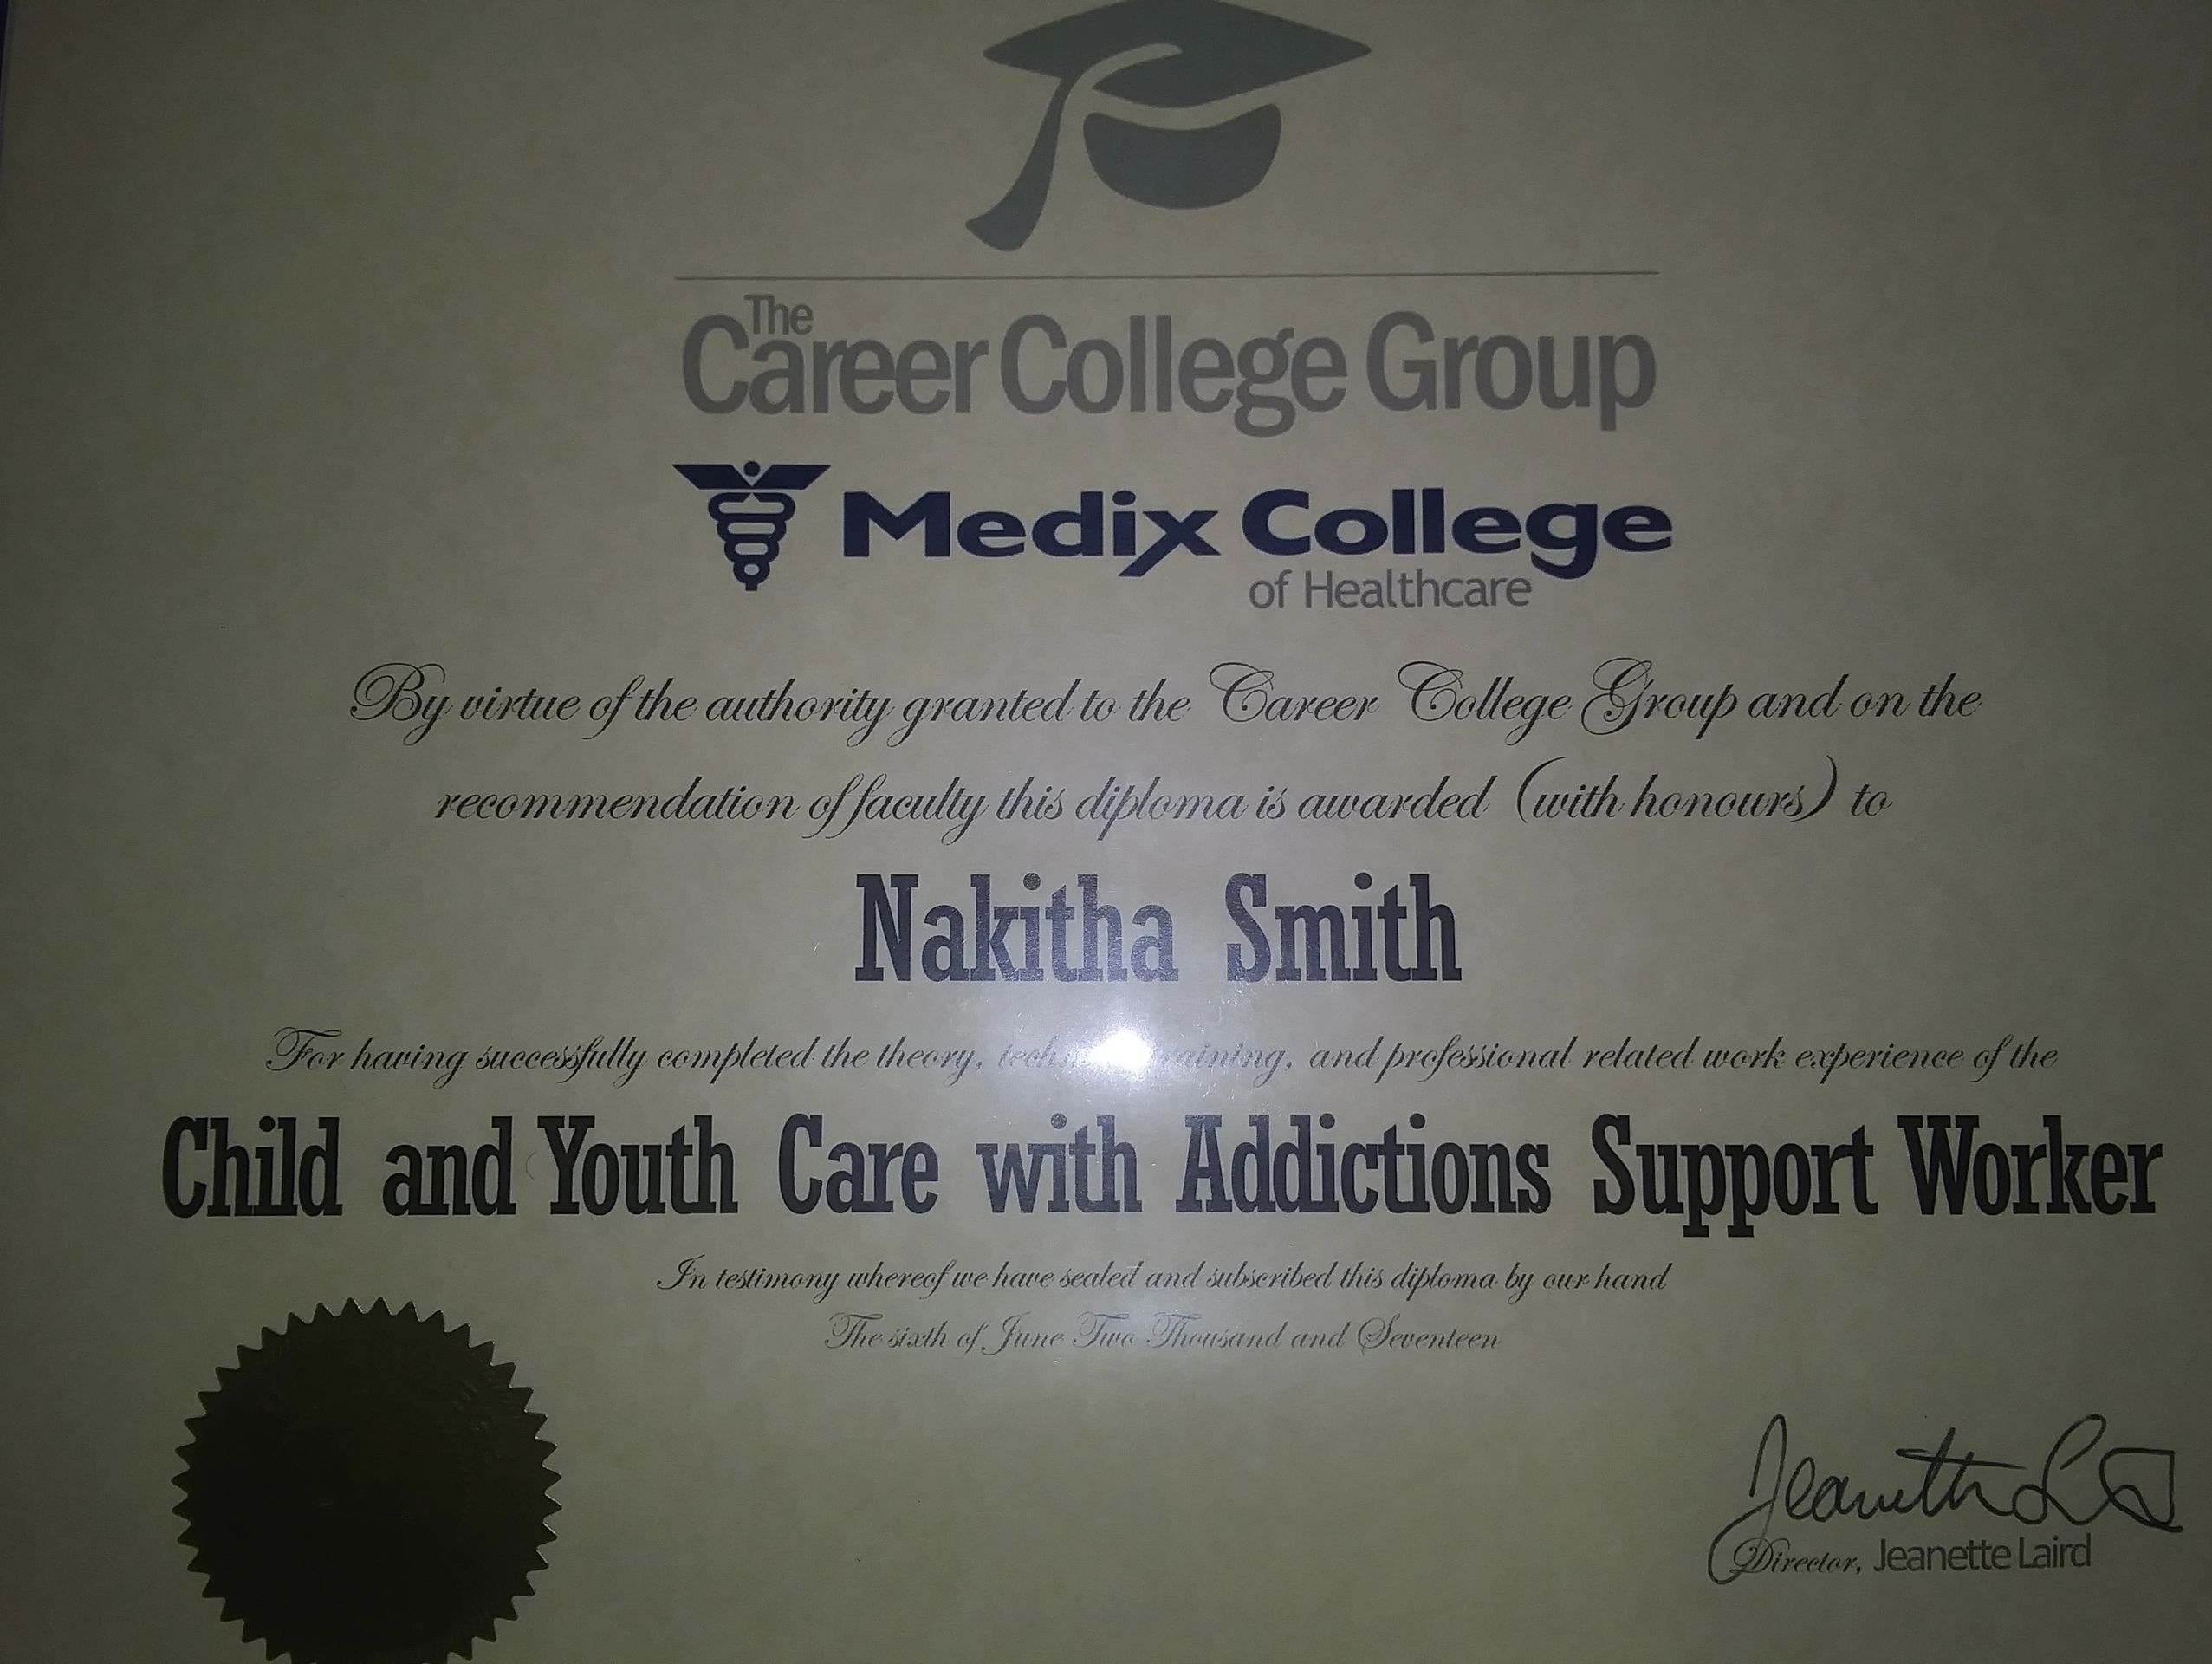 The
Career College Group
Medix College
of Healthcare
By virtue of the authority granted to the Career College Group and on the
recommendation of faculty this diploma is awarded (with honours) to
Nakitha Smith
For having successfully completed the theory, training, and professional related work experience of the
Child and Youth Care with Addictions Support Worker
In testimony whereof we have sealed and subscribed this diploma by our hand
The sixth of June Two Thousand and Seventeen
Director, Jeanette Laird